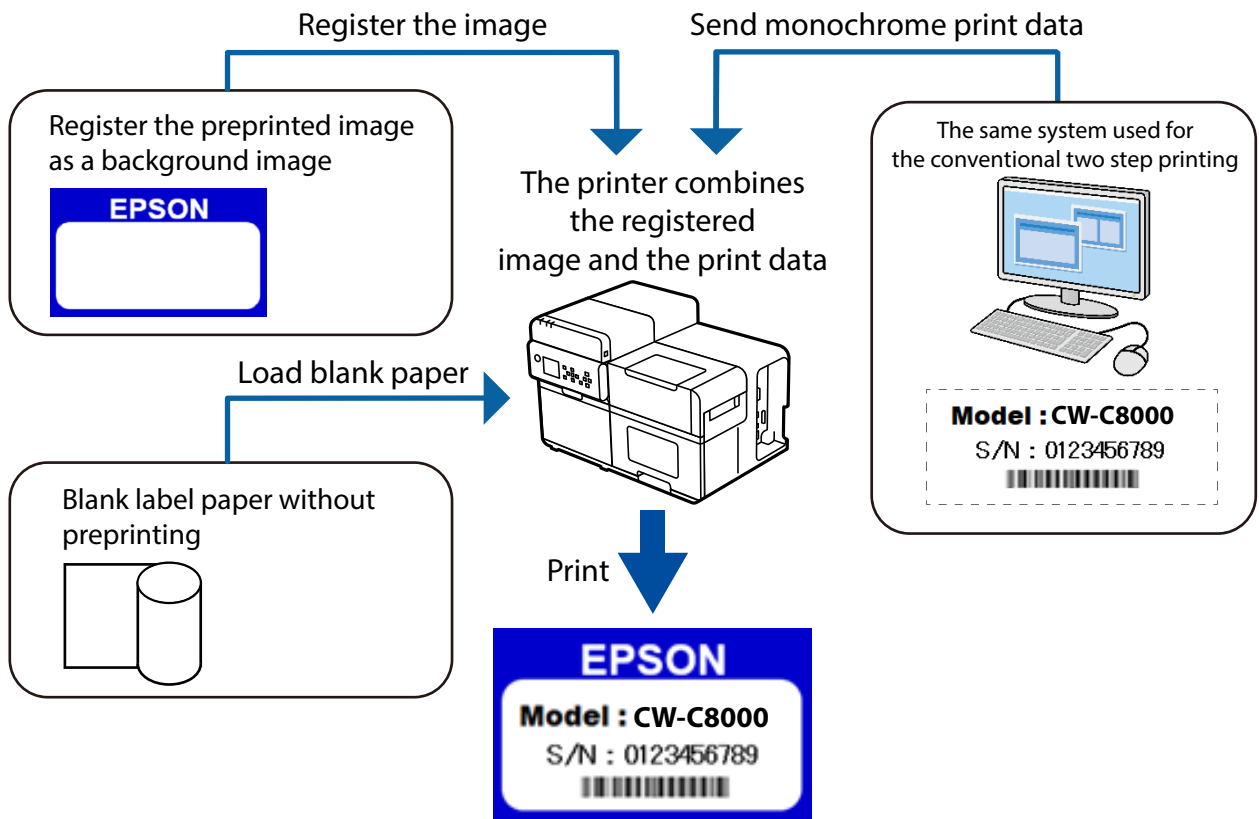 Register the image
Send monochrome print data
Register the preprinted image
as a background image
EPSON
The printer combines
the registered
image and the print data
The same system used for
the conventional two step printing
Model : CW-C8000
S/N : 0123456789
Load blank paper
Blank label paper without
preprinting
Print
EPSON
Model : CW-C8000
S/N : 0123456789